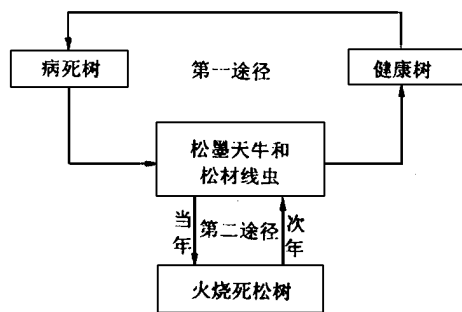 病死树
第一途径
健康树
松墨天牛和
松材线虫
当年
第二途径
次年
火烧死松树